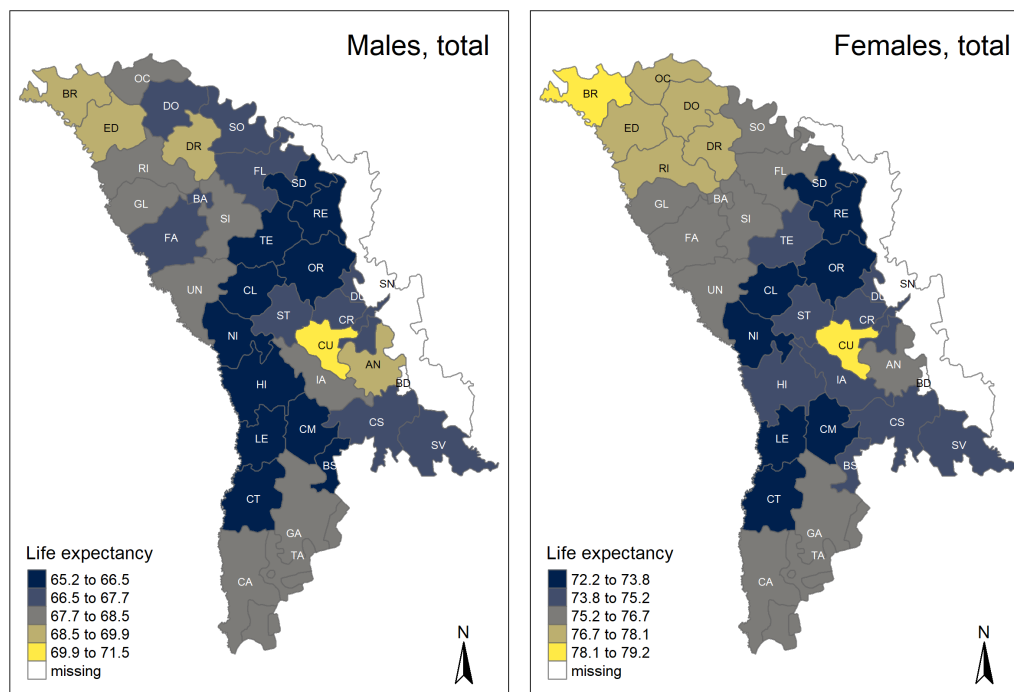 Males, total
OC
BR
DO
ED
SO
DR
RI
FL
SD
BA
GL
RE
SI
FA
TE
OR
UN
CL
SN
DU
ST
CR
NI
CU
AN
IA
HI
BD
CS
CM
LE
SV
BS
CT
GA
TA
CA
Life expectancy
65.2 to 66.5
66.5 to 67.7
67.7 to 68.5
68.5 to 69.9
69.9 to 71.5
missing
N
Females, total
OC
BR
DO
ED
SO
DR
RI
FL
SD
BA
GL
RE
SI
FA
TE
OR
UN
CL
SN
DU
ST
CR
NI
CU
AN
IA
HI
BD
CS
CM
LE
SV
BS
CT
GA
TA
CA
Life expectancy
72.2 to 73.8
73.8 to 75.2
75.2 to 76.7
76.7 to 78.1
78.1 to 79.2
missing
N